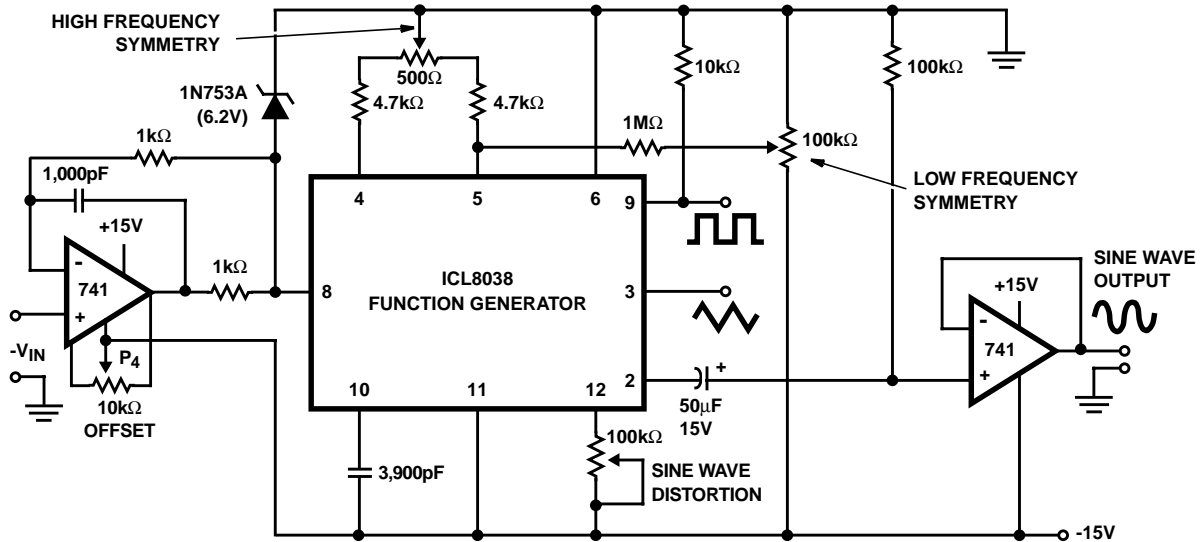 HIGH FREQUENCY
SYMMETRY
500Ω
1N753A
(6.2V)
4.7kΩ
4.7kΩ
10kΩ
100kΩ
1kΩ
1MΩ
100kΩ
1,000pF
LOW FREQUENCY
SYMMETRY
4
5
6
9
+15V
-
741
+
1kΩ
8
ICL8038
FUNCTION GENERATOR
3
SINE WAVE
OUTPUT
+15V
-
741
+
-VIN
P4
10kΩ
OFFSET
10
11
12
2
+
50μF
15V
100kΩ
3,900pF
SINE WAVE
DISTORTION
-15V